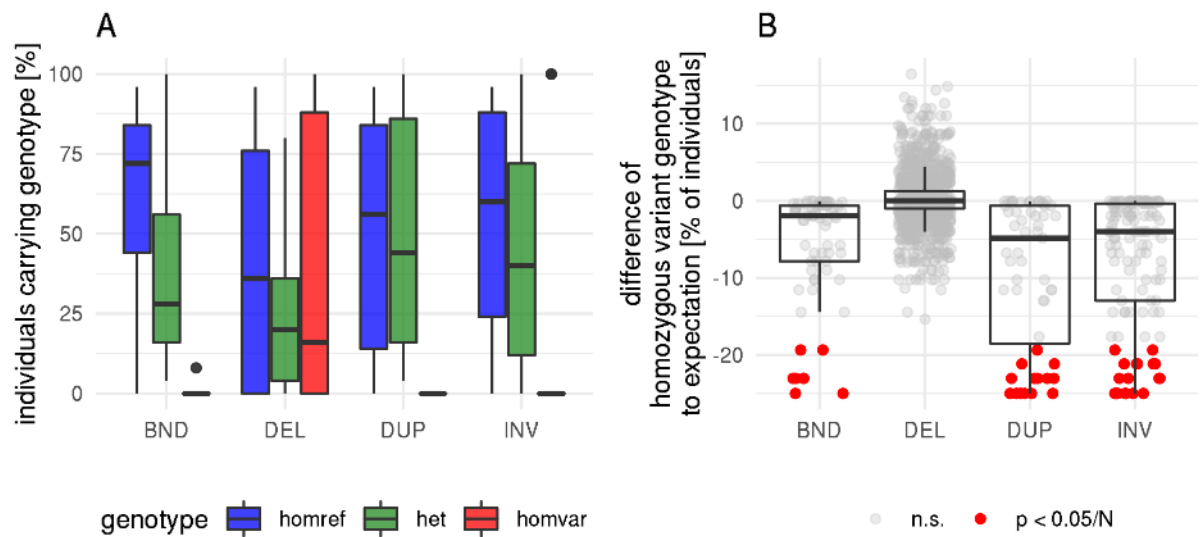 A
individuals carrying genotype [%]
100
75
50
25
0
BND DEL DUP INV
genotype homref het homvar
B
difference of
homozygous variant genotype
to expectation [% of individuals]
10
0
-10
-20
BND DEL DUP INV
n.s. p < 0.05/N